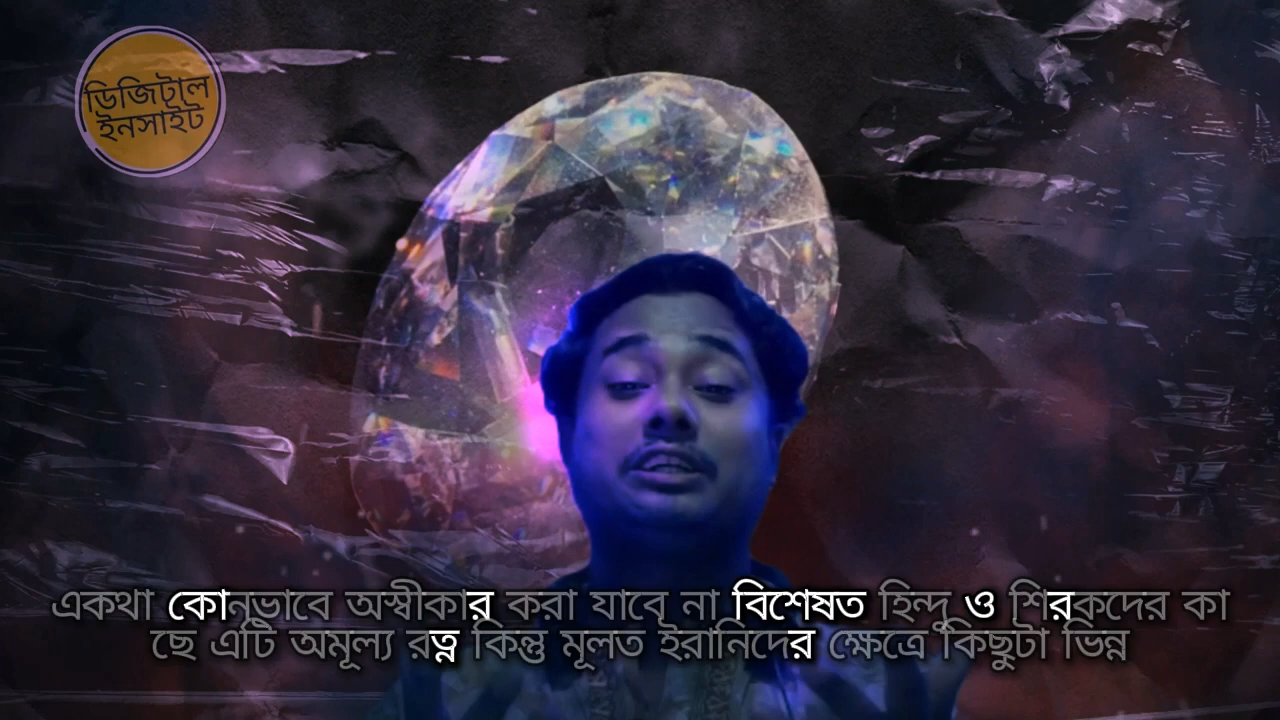 ডিজিটাল
ইনসাইট
একথা কোনভাবে অস্বীকার করা যাবে না বিশেষত হিন্দু ও শিরকদের কা
ছে এটি অমূল্য রত্ন কিন্তু মূলত ইরানিদের ক্ষেত্রে কিছুটা ভিন্ন